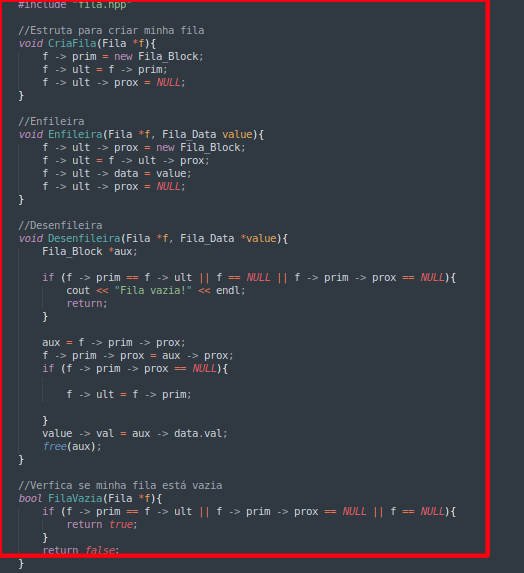 #include "fila.hpp"
//Estruta para criar minha fila
void CriaFila(Fila *f){
f -> prim = new Fila_Block;
f -> ult = f -> prim;
f -> ult -> prox = NULL;
}
//Enfileira
void Enfileira(Fila *f, Fila_Data value){
f -> ult -> prox = new Fila_Block;
f -> ult = f -> ult -> prox;
f -> ult -> data = value;
f -> ult -> prox = NULL;
}
//Desenfileira
void Desenfileira(Fila *f, Fila_Data *value){
Fila_Block *aux;
if (f -> prim == f -> ult || f == NULL || f -> prim -> prox == NULL){
cout << "Fila vazia!" << endl;
return;
}
aux = f -> prim -> prox;
f -> prim -> prox = aux -> prox;
if (f -> prim -> prox == NULL){
f -> ult = f -> prim;
}
value -> val = aux -> data.val;
free(aux);
}
//Verfica se minha fila está vazia
bool FilaVazia(Fila *f){
if (f -> prim == f -> ult || f -> prim -> prox == NULL || f == NULL){
return true;
}
return false;
}